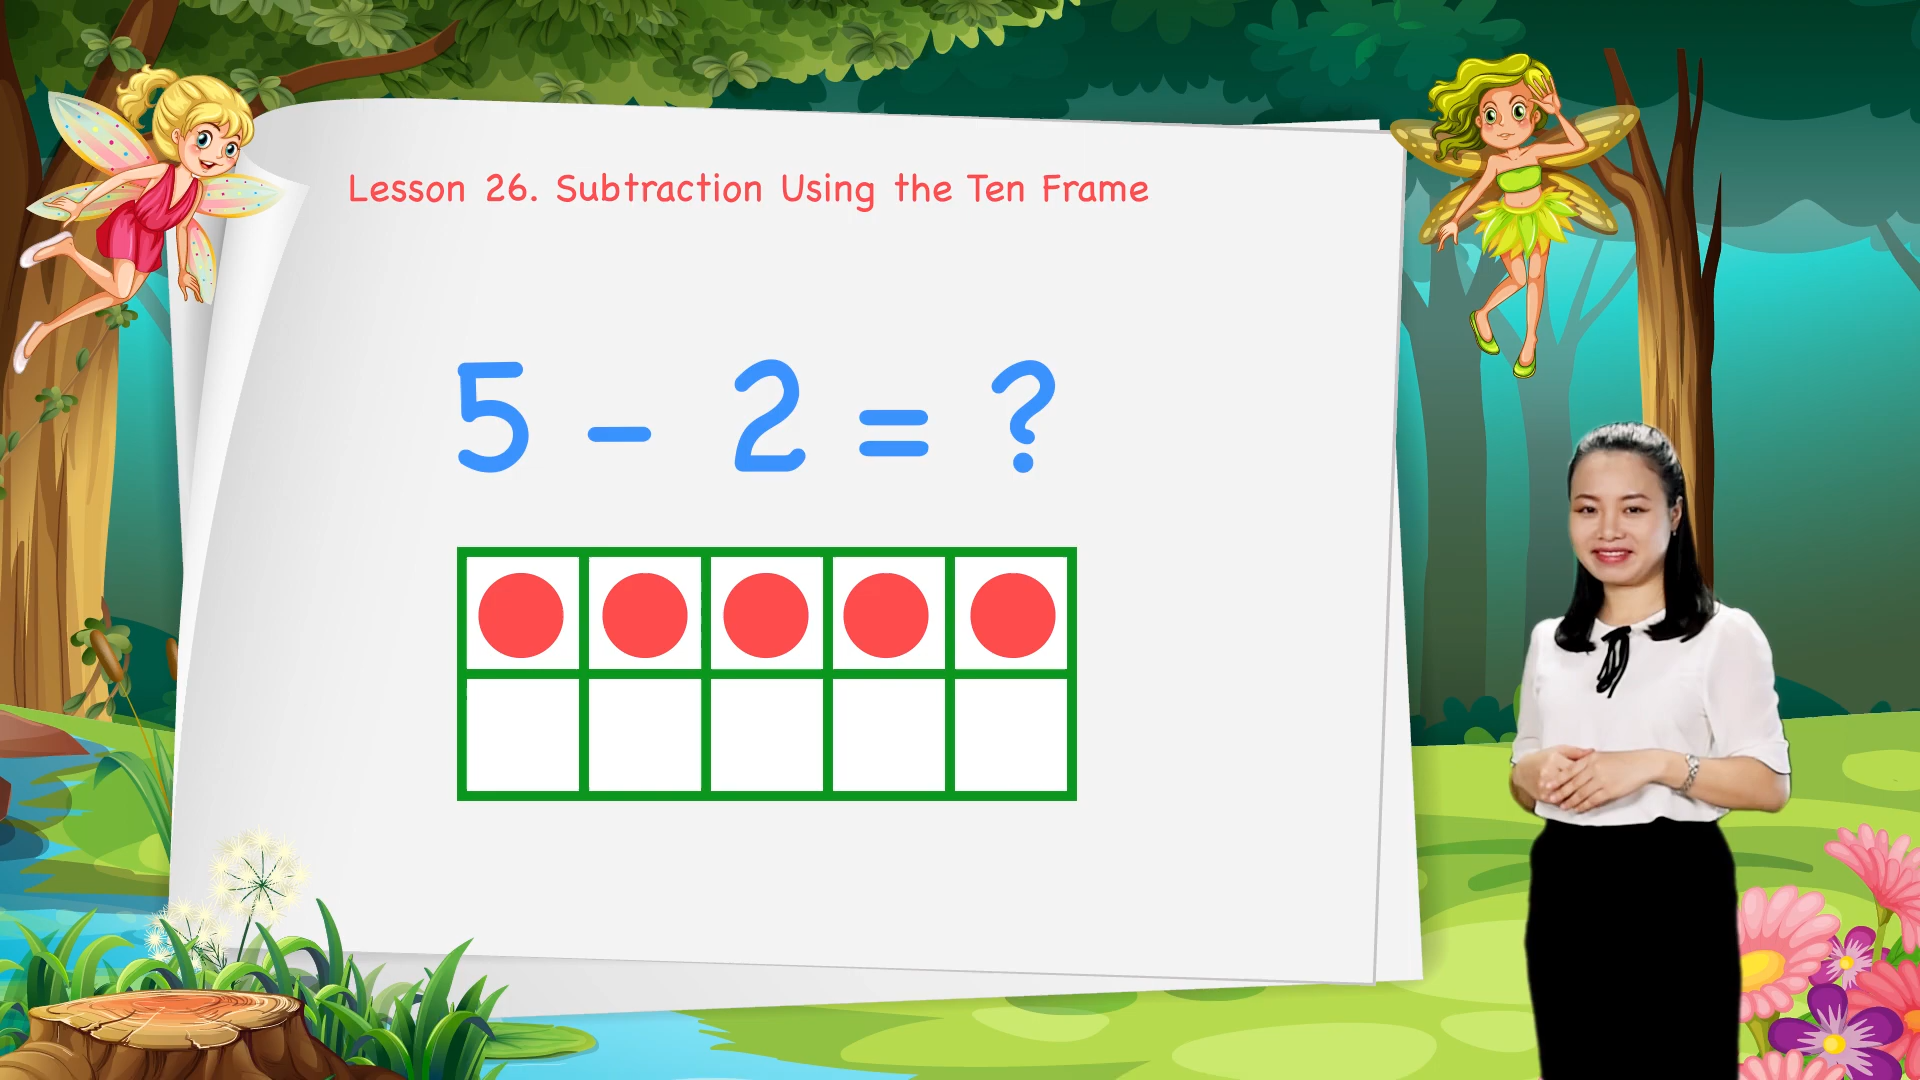 Lesson 26. Subtraction Using the Ten Frame
5 - 2 = ?